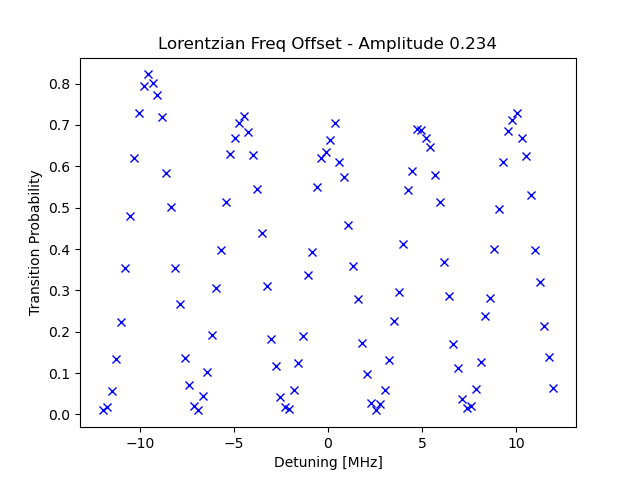 Lorentzian Freq Offset - Amplitude 0.234
Transition Probability
0.8
0.7
0.6
0.5
0.4
0.3
0.2
0.1
0.0
−10 −5 0 5 10
Detuning [MHz]